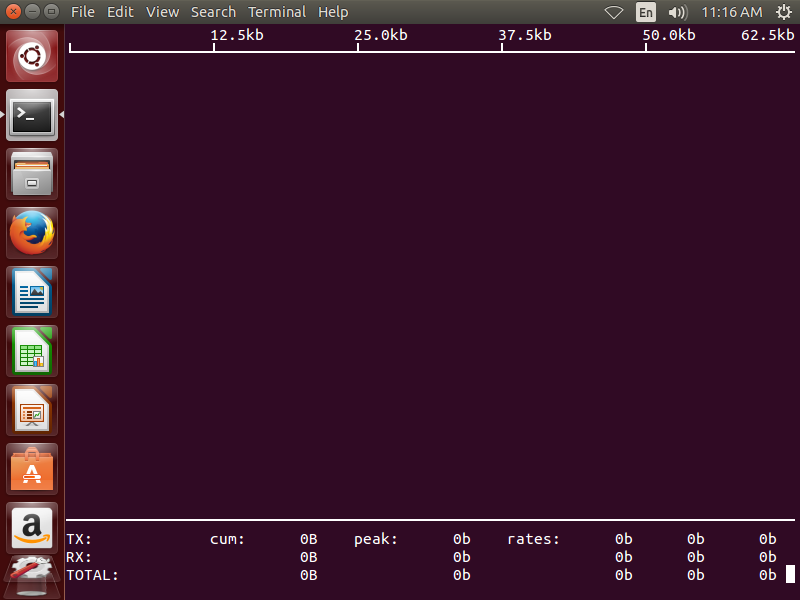 File Edit View Search Terminal Help En 11:16 AM
12.5kb 25.0kb 37.5kb 50.0kb 62.5kb
TX: cum: 0B peak: 0b rates: 0b 0b 0b
RX: 0B 0b 0b 0b 0b
TOTAL: 0B 0b 0b 0b 0b